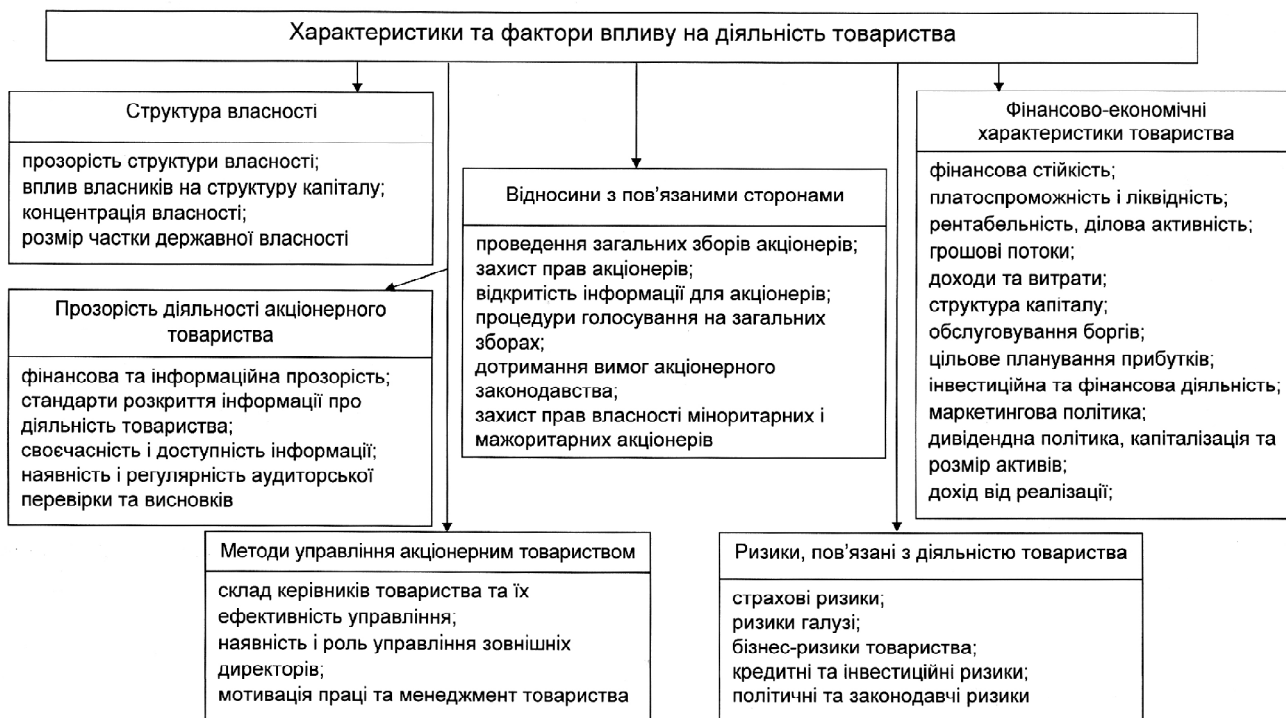 Характеристики та фактори впливу на діяльність товариства
Структура власності
прозорість структури власності;
вплив власників на структуру капіталу;
концентрація власності;
розмір частки державної власності
Прозорість діяльності акціонерного
товариства
фінансова та інформаційна прозорість;
стандарти розкриття інформації про
діяльність товариства;
своєчасність і доступність інформації;
наявність і регулярність аудиторської
перевірки та висновків
Відносини з пов’язаними сторонами
проведення загальних зборів акціонерів;
захист прав акціонерів;
відкритість інформації для акціонерів;
процедури голосування на загальних
зборах;
дотримання вимог акціонерного
законодавства;
захист прав власності міноритарних і
мажоритарних акціонерів
Фінансово-економічні
характеристики товариства
фінансова стійкість;
платоспроможність і ліквідність;
рентабельність, ділова активність;
грошові потоки;
доходи та витрати;
структура капіталу;
обслуговування боргів;
цільове планування прибутків;
інвестиційна та фінансова діяльність;
маркетингова політика;
дивідендна політика, капіталізація та
розмір активів;
дохід від реалізації;
Методи управління акціонерним товариством
склад керівників товариства та їх
ефективність управління;
наявність і роль управління зовнішніх
директорів;
мотивація праці та менеджмент товариства
Ризики, пов’язані з діяльністю товариства
страхові ризики;
ризики галузі;
бізнес-ризики товариства;
кредитні та інвестиційні ризики;
політичні та законодавчі ризики